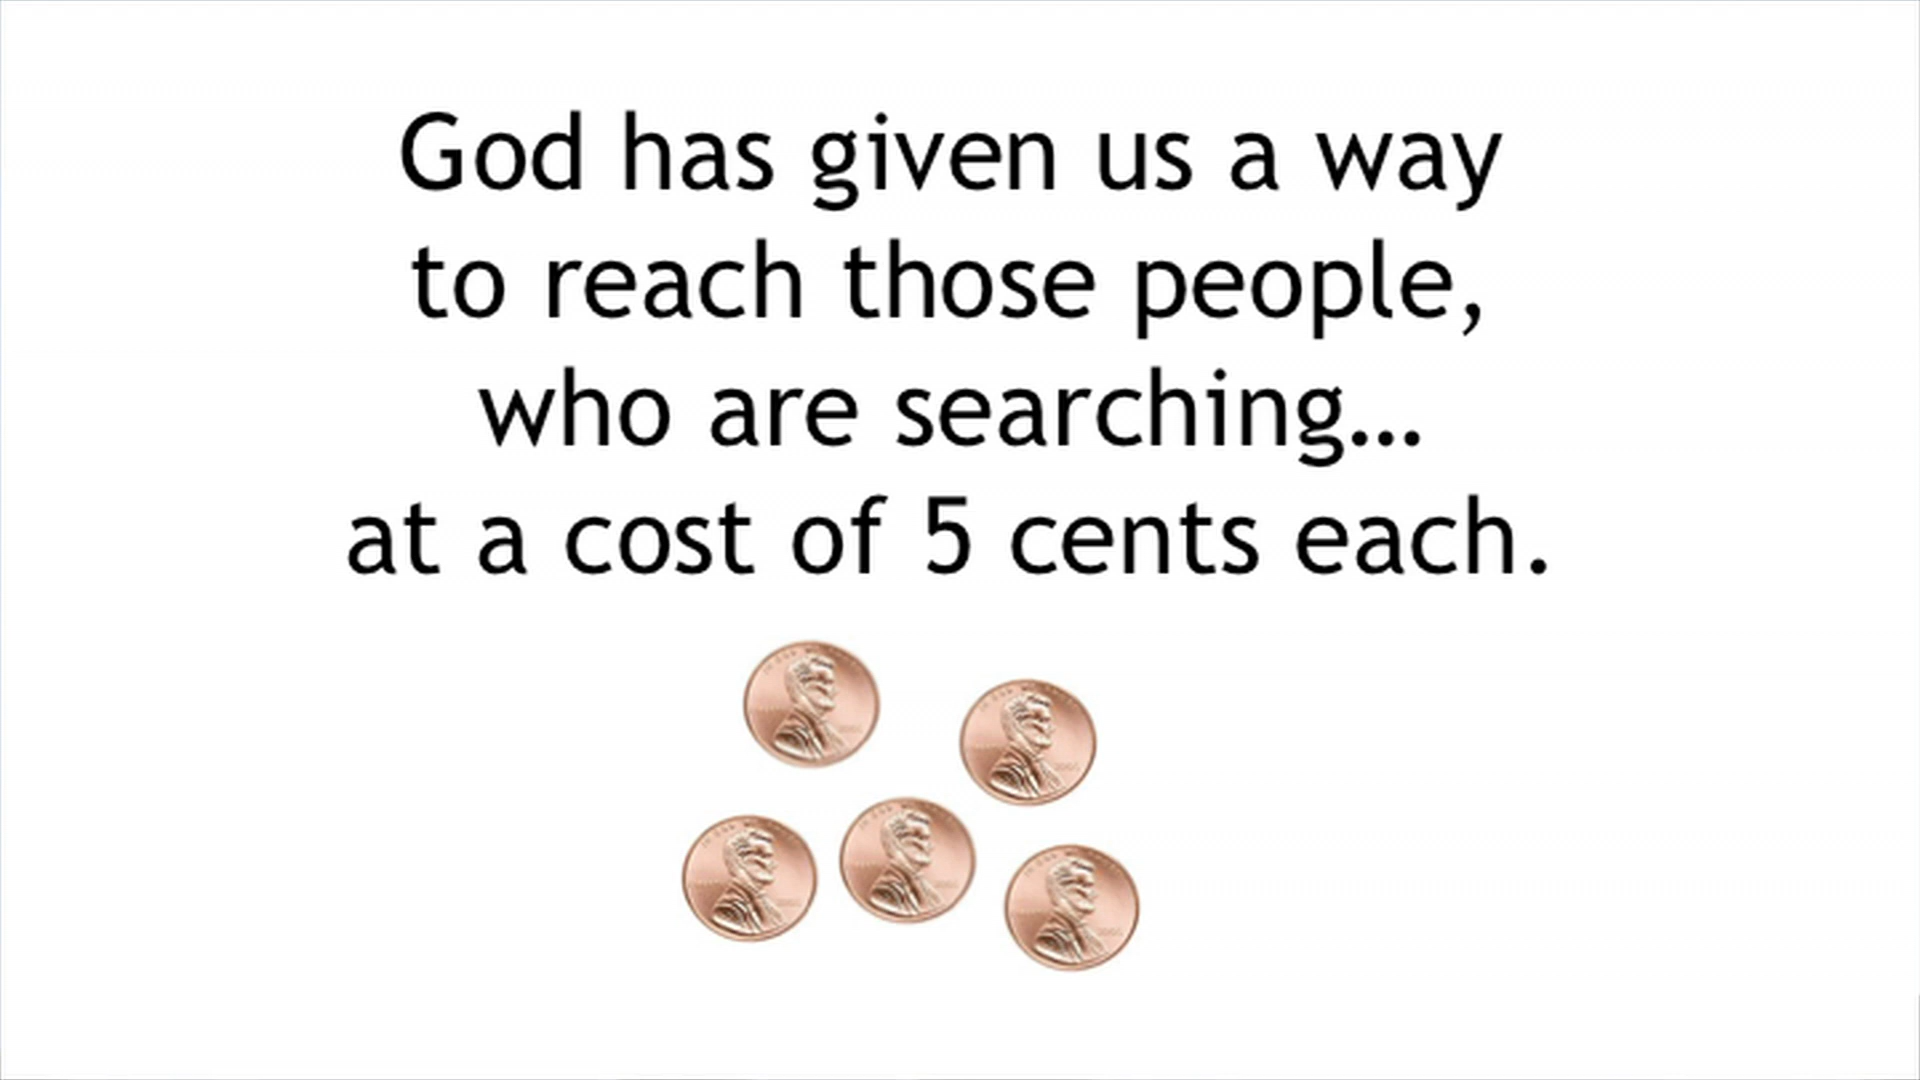 God has given us a way
to reach those people,
who are searching...
at a cost of 5 cents each.